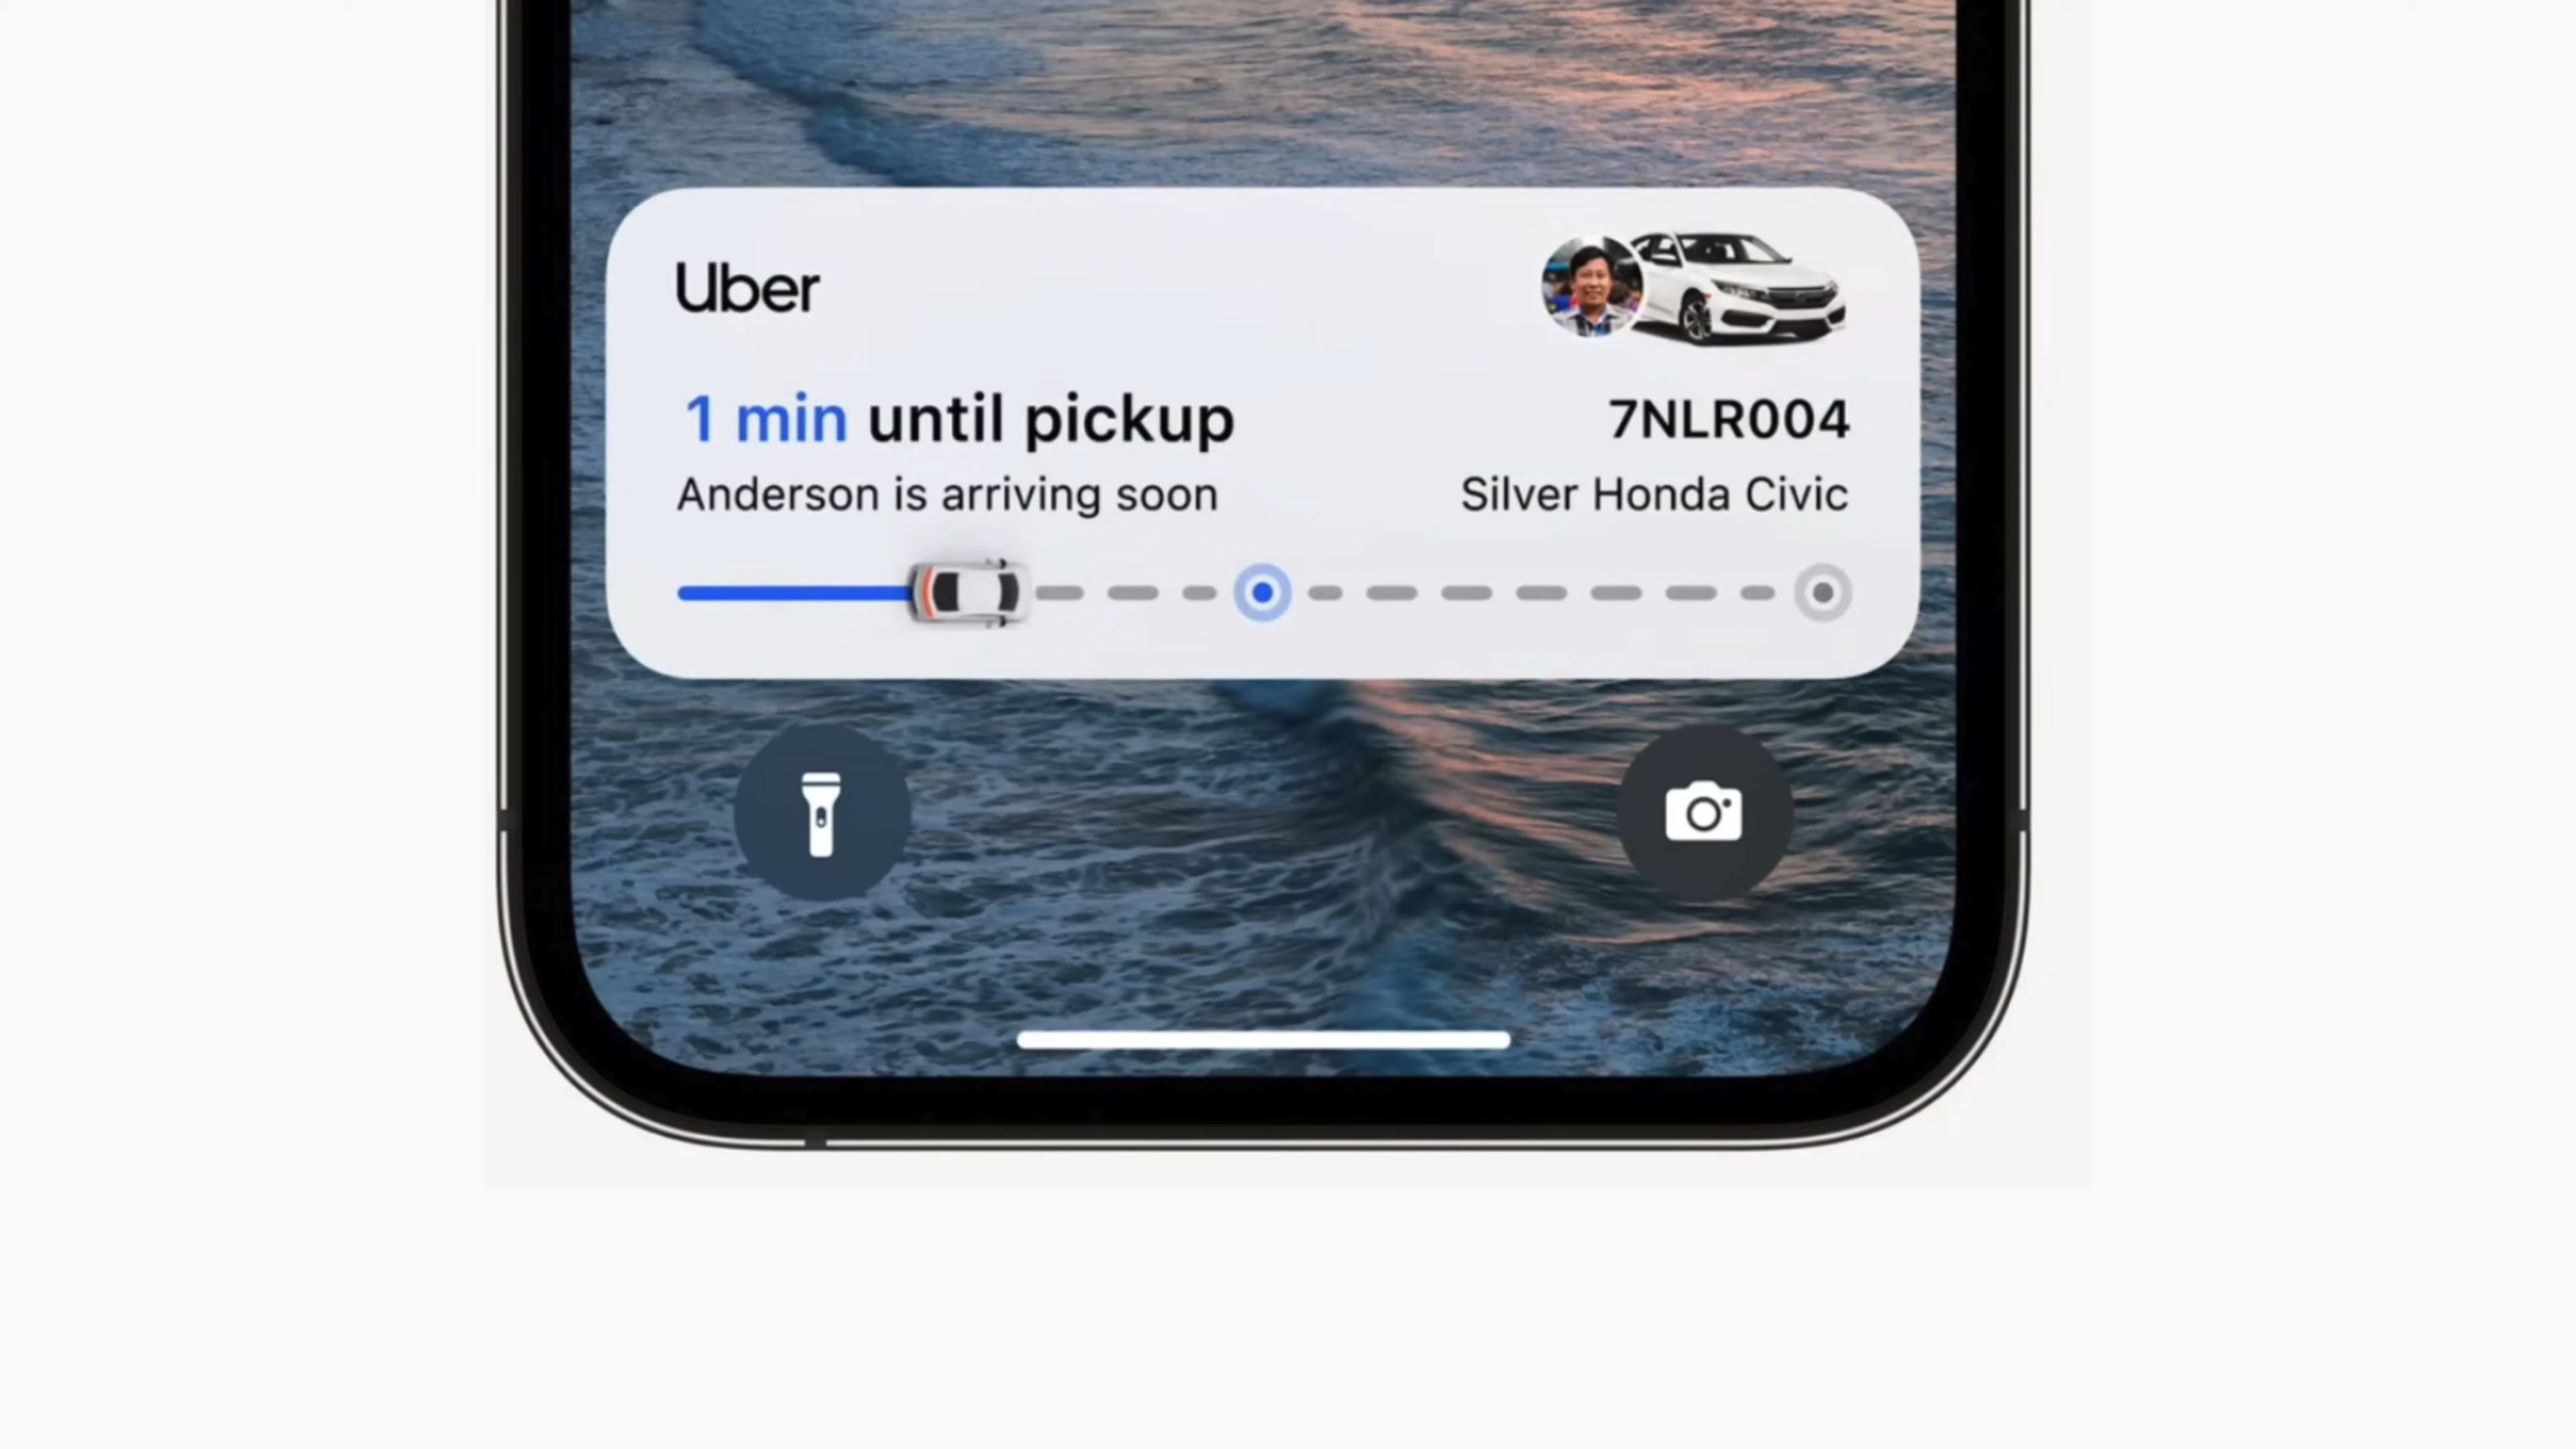 Uber
1 min until pickup
7NLR004
Anderson is arriving soon
Silver Honda Civic